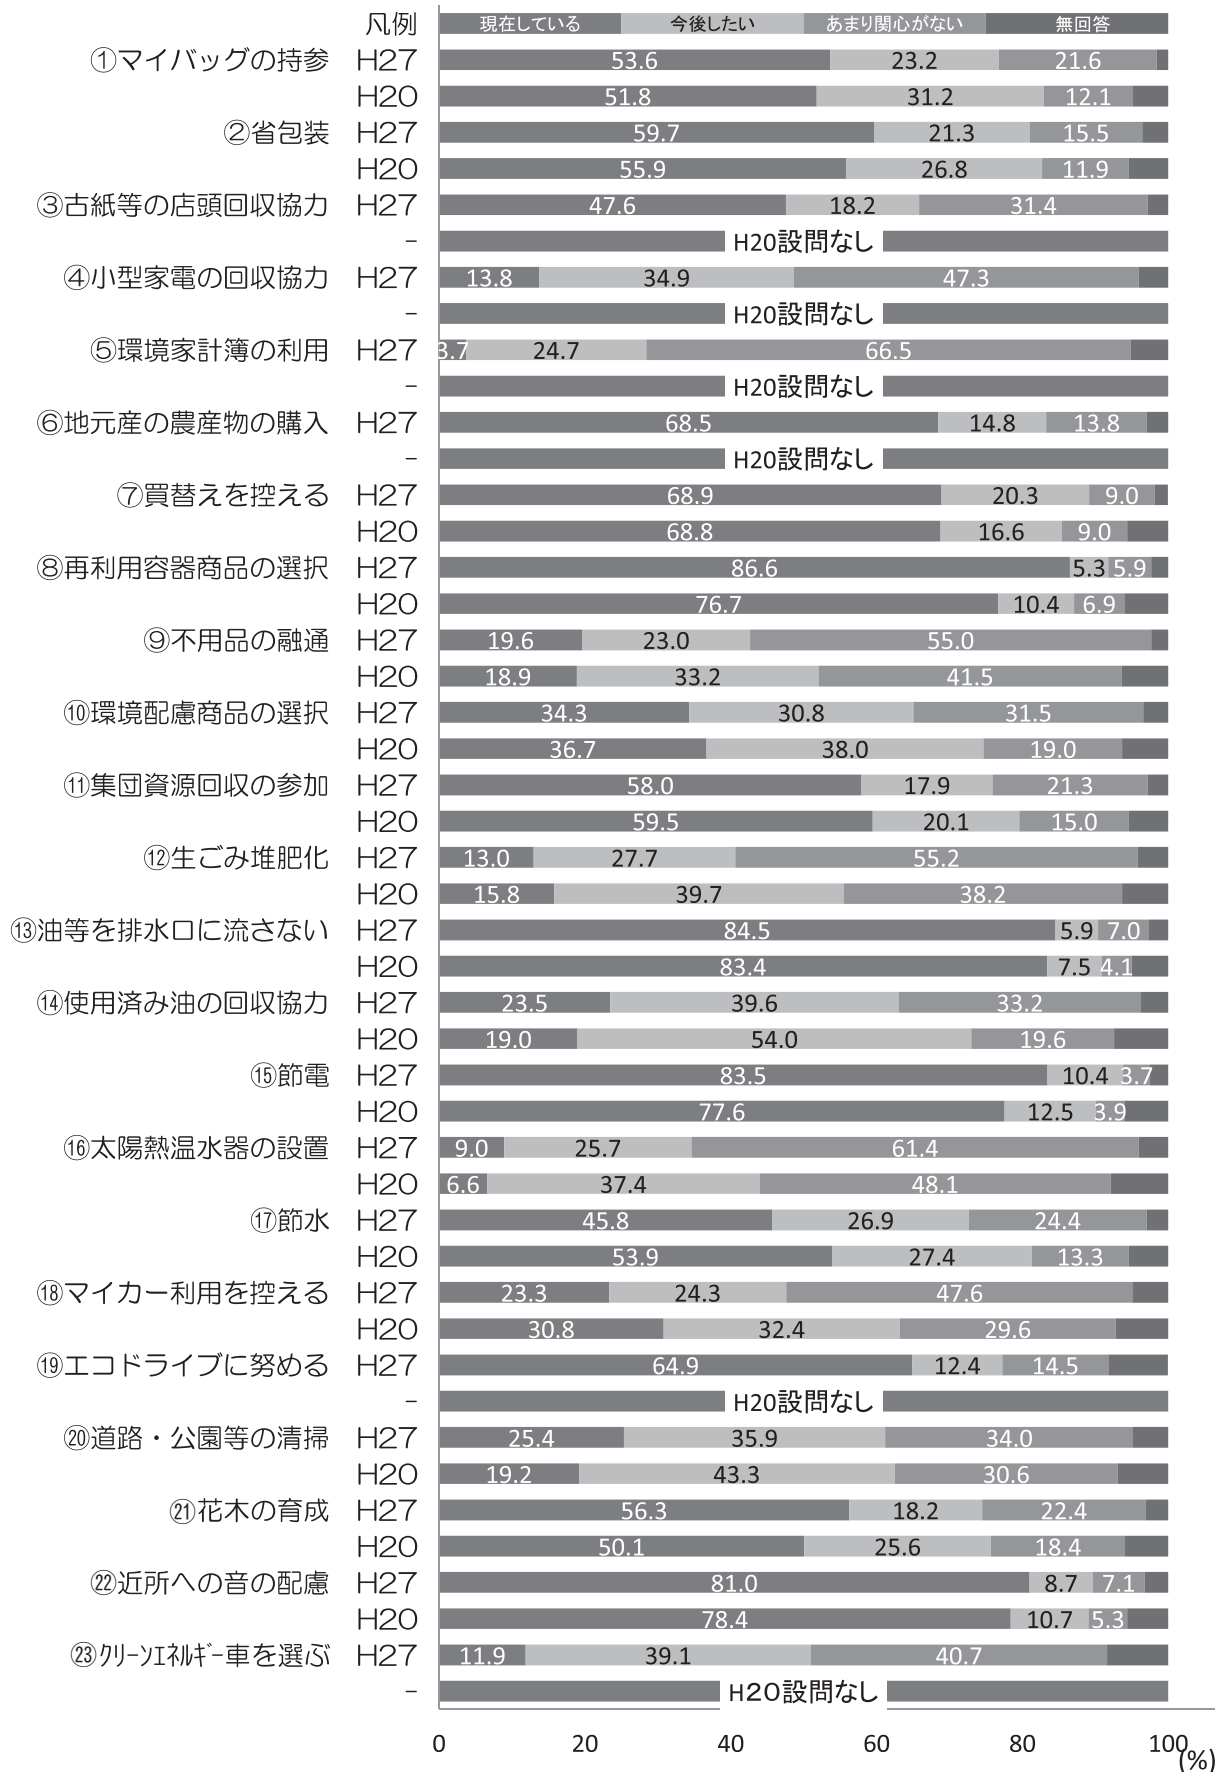 凡例 現在している 今後したい あまり関心がない 無回答
①マイバッグの持参 H27 53.6 23.2 21.6
H20 51.8 31.2 12.1
②省包装 H27 59.7 21.3 15.5
H20 55.9 26.8 11.9
③古紙等の店頭回収協力 H27 47.6 18.2 31.4
- H20設問なし
④小型家電の回収協力 H27 13.8 34.9 47.3
- H20設問なし
⑤環境家計簿の利用 H27 3.7 24.7 66.5
- H20設問なし
⑥地元産の農産物の購入 H27 68.5 14.8 13.8
- H20設問なし
⑦買替えを控える H27 68.9 20.3 9.0
H20 68.8 16.6 9.0
⑧再利用容器商品の選択 H27 86.6 5.3 5.9
H20 76.7 10.4 6.9
⑨不用品の融通 H27 19.6 23.0 55.0
H20 18.9 33.2 41.5
⑩環境配慮商品の選択 H27 34.3 30.8 31.5
H20 36.7 38.0 19.0
⑪集団資源回収の参加 H27 58.0 17.9 21.3
H20 59.5 20.1 15.0
⑫生ごみ堆肥化 H27 13.0 27.7 55.2
H20 15.8 39.7 38.2
⑬油等を排水口に流さない H27 84.5 5.9 7.0
H20 83.4 7.5 4.1
⑭使用済み油の回収協力 H27 23.5 39.6 33.2
H20 19.0 54.0 19.6
⑮節電 H27 83.5 10.4 3.7
H20 77.6 12.5 3.9
⑯太陽熱温水器の設置 H27 9.0 25.7 61.4
H20 6.6 37.4 48.1
⑰節水 H27 45.8 26.9 24.4
H20 53.9 27.4 13.3
⑱マイカー利用を控える H27 23.3 24.3 47.6
H20 30.8 32.4 29.6
⑲エコドライブに努める H27 64.9 12.4 14.5
- H20設問なし
⑳道路・公園等の清掃 H27 25.4 35.9 34.0
H20 19.2 43.3 30.6
㉑花木の育成 H27 56.3 18.2 22.4
H20 50.1 25.6 18.4
㉒近所への音の配慮 H27 81.0 8.7 7.1
H20 78.4 10.7 5.3
㉓ｸﾘｰﾝｴﾈﾙｷﾞｰ車を選ぶ H27 11.9 39.1 40.7
- H20設問なし
0 20 40 60 80 100
(%)